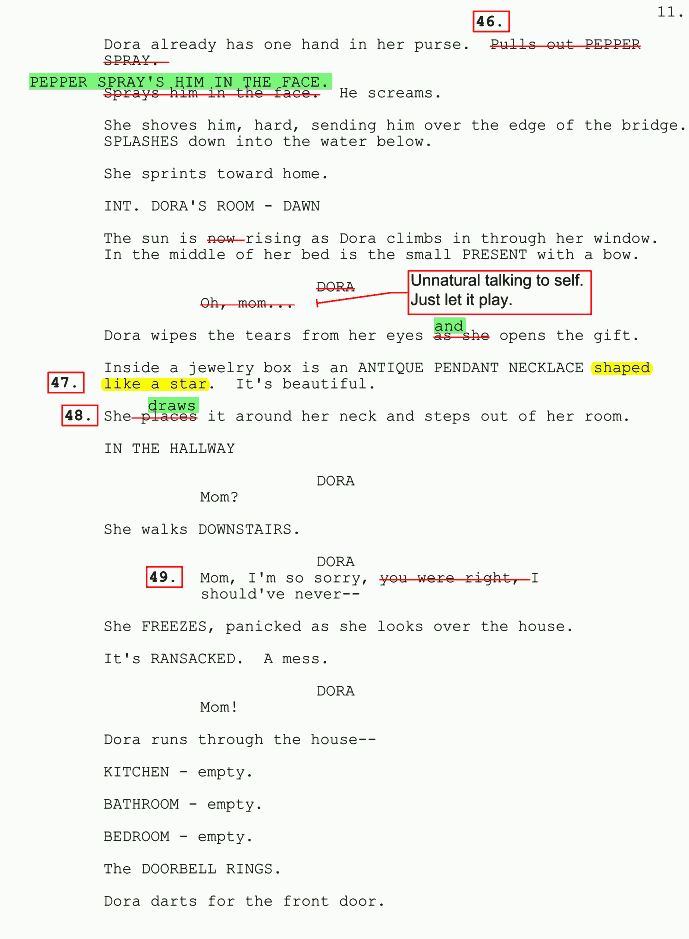 11.
46.
Dora already has one hand in her purse. Pulls out PEPPER
SPRAY.
PEPPER SPRAY'S HIM IN THE FACE.
Sprays him in the face. He screams.
She shoves him, hard, sending him over the edge of the bridge.
SPLASHES down into the water below.
She sprints toward home.
INT. DORA'S ROOM - DAWN
The sun is now rising as Dora climbs in through her window.
In the middle of her bed is the small PRESENT with a bow.
DORA
Oh, mom...
Unnatural talking to self.
Just let it play.
and
Dora wipes the tears from her eyes as she opens the gift.
Inside a jewelry box is an ANTIQUE PENDANT NECKLACE shaped
47. like a star. It's beautiful.
draws
48. She places it around her neck and steps out of her room.
IN THE HALLWAY
DORA
Mom?
She walks DOWNSTAIRS.
DORA
49. Mom, I'm so sorry, you were right, I
should've never--
She FREEZES, panicked as she looks over the house.
It's RANSACKED. A mess.
DORA
Mom!
Dora runs through the house--
KITCHEN - empty.
BATHROOM - empty.
BEDROOM - empty.
The DOORBELL RINGS.
Dora darts for the front door.